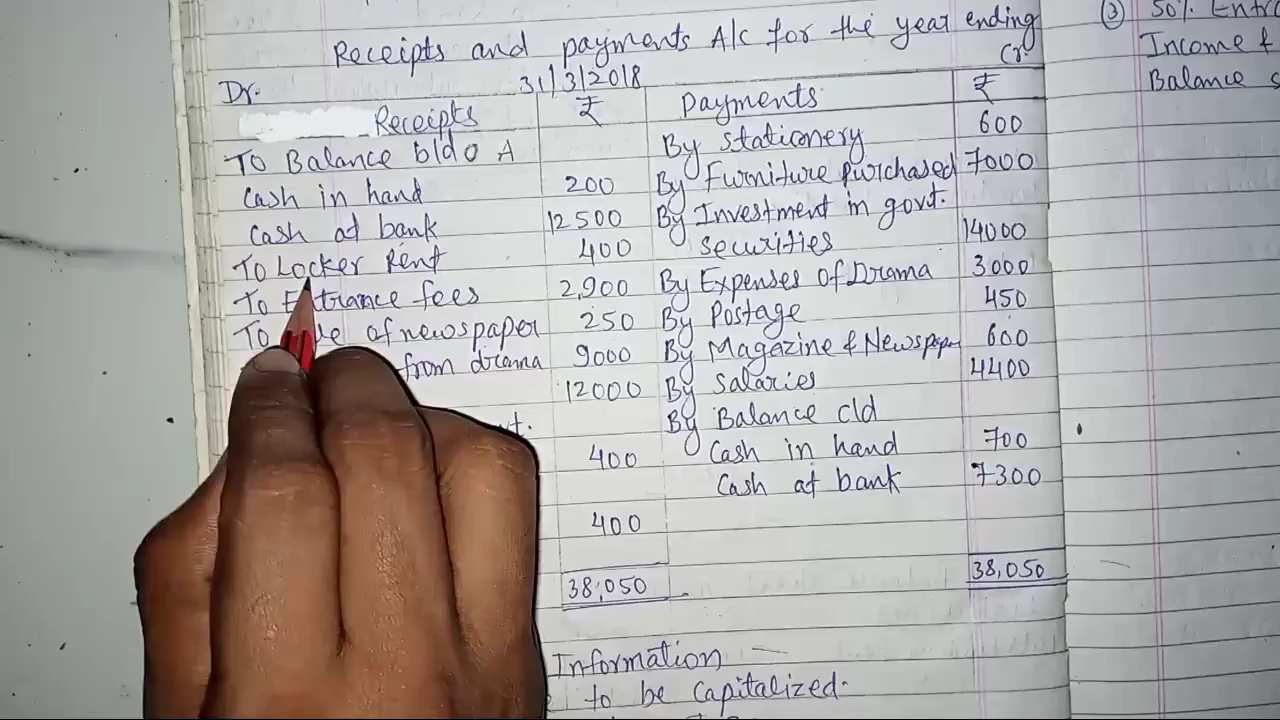 Receipts and payments A/c for the year ending
31/3/2018
Dr. Cr.
Receipts ₹ Payments ₹
To Balance b/d o A By Stationery 600
Cash in hand 200 By Furniture purchased 7000
Cash at bank 12500 By Investment in govt.
securities 14000
To Locker Rent 400 By Expenses of Drama 3000
To Entrance fees 2,900 By Postage 450
To of newspaper 250 By Magazine & Newspaper 600
from drama 9000 By Salaries 4400
12000 By Balance c/d
400 Cash in hand 700
Cash at bank 7300
400
38,050 38,050
Information
to be capitalized.
③ 50%
Income &
Balance